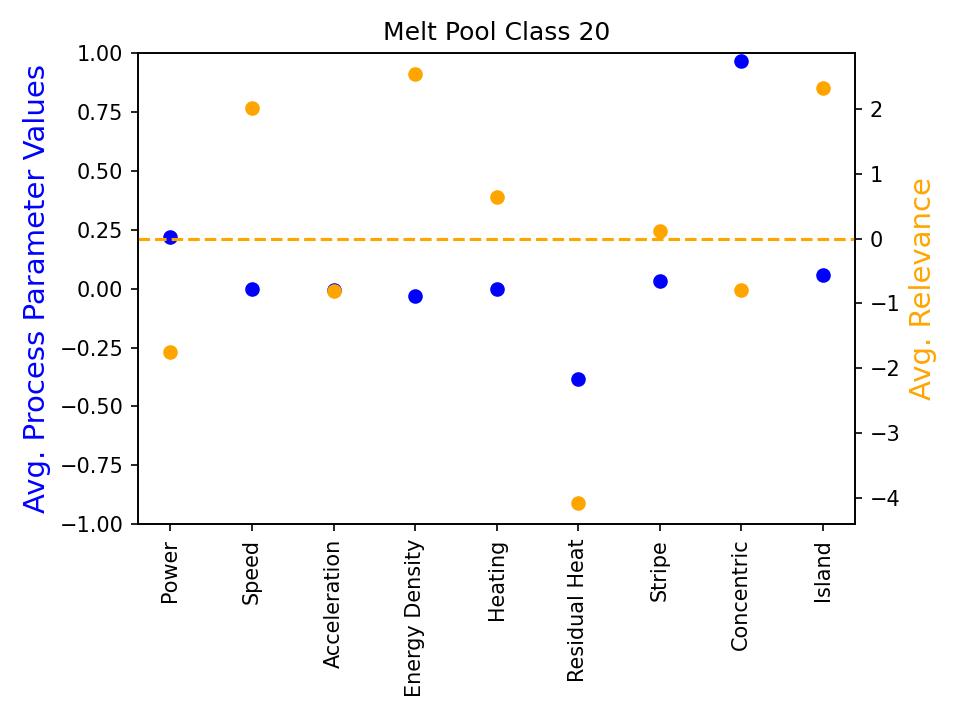 Melt Pool Class 20
Avg. Process Parameter Values
1.00
0.75
0.50
0.25
0.00
−0.25
−0.50
−0.75
−1.00
2
1
0
−1
−2
−3
−4
Avg. Relevance
Power
Speed
Acceleration
Energy Density
Heating
Residual Heat
Stripe
Concentric
Island